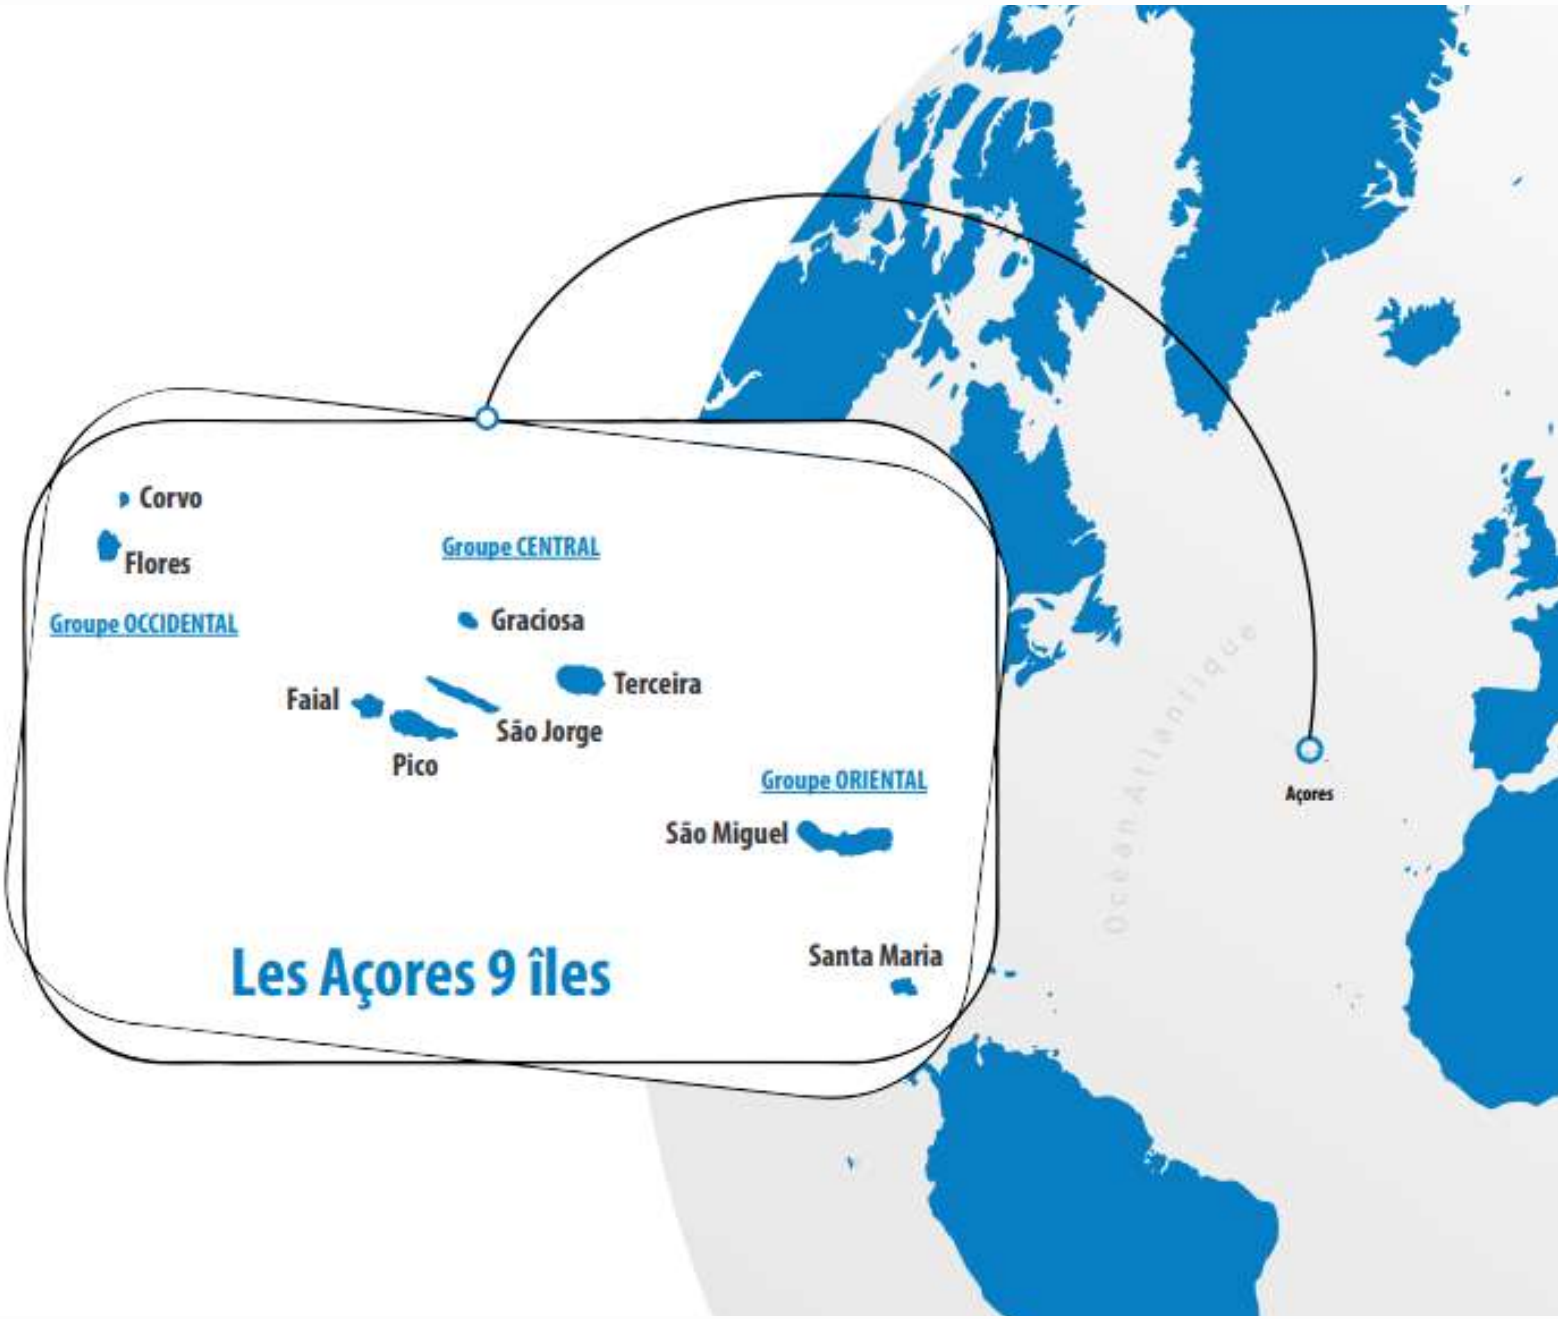 Corvo
Flores
Groupe OCCIDENTAL
Groupe CENTRAL
Graciosa
Terceira
Faial
São Jorge
Pico
Groupe ORIENTAL
São Miguel
Santa Maria
Les Açores 9 îles
Océan Atlantique
Açores